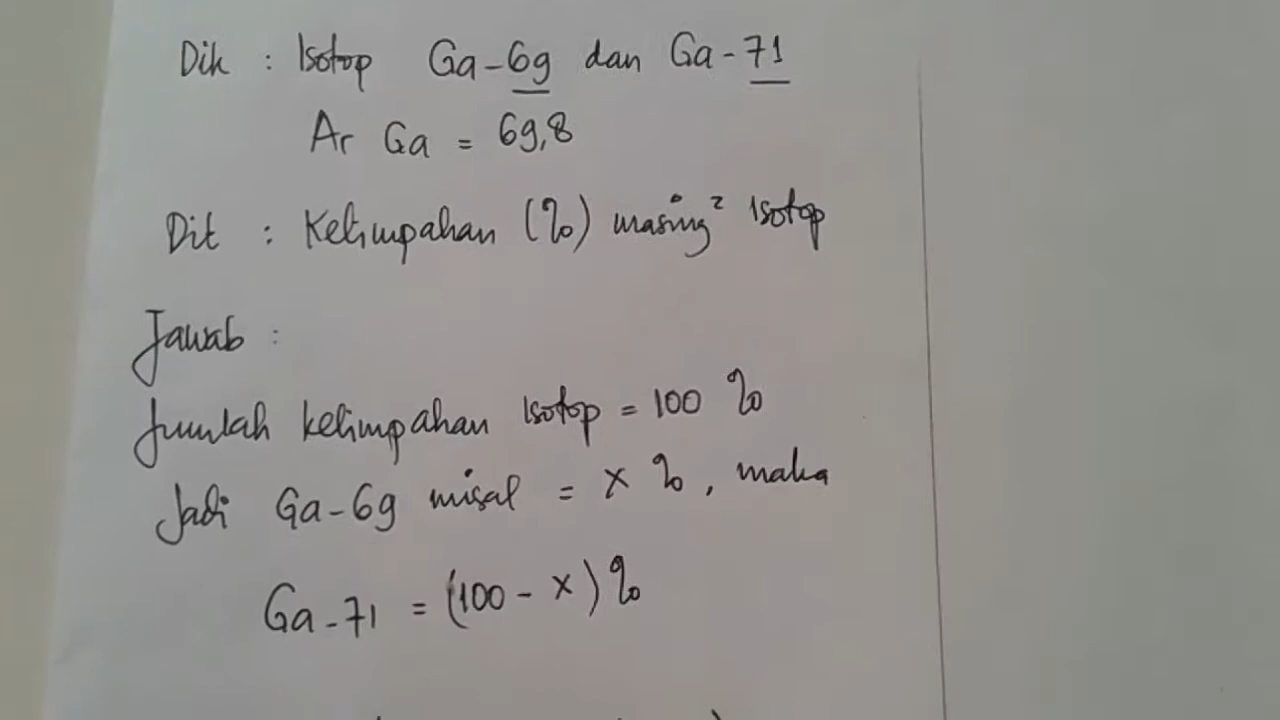 Dik : Isotop Ga-69 dan Ga-71
Ar Ga = 69,8
Dit : Kelimpahan (%) masing² Isotop
Jawab :
Jumlah kelimpahan Isotop = 100 %
Jadi Ga-69 misal = x %, maka
Ga-71 = (100 - x) %